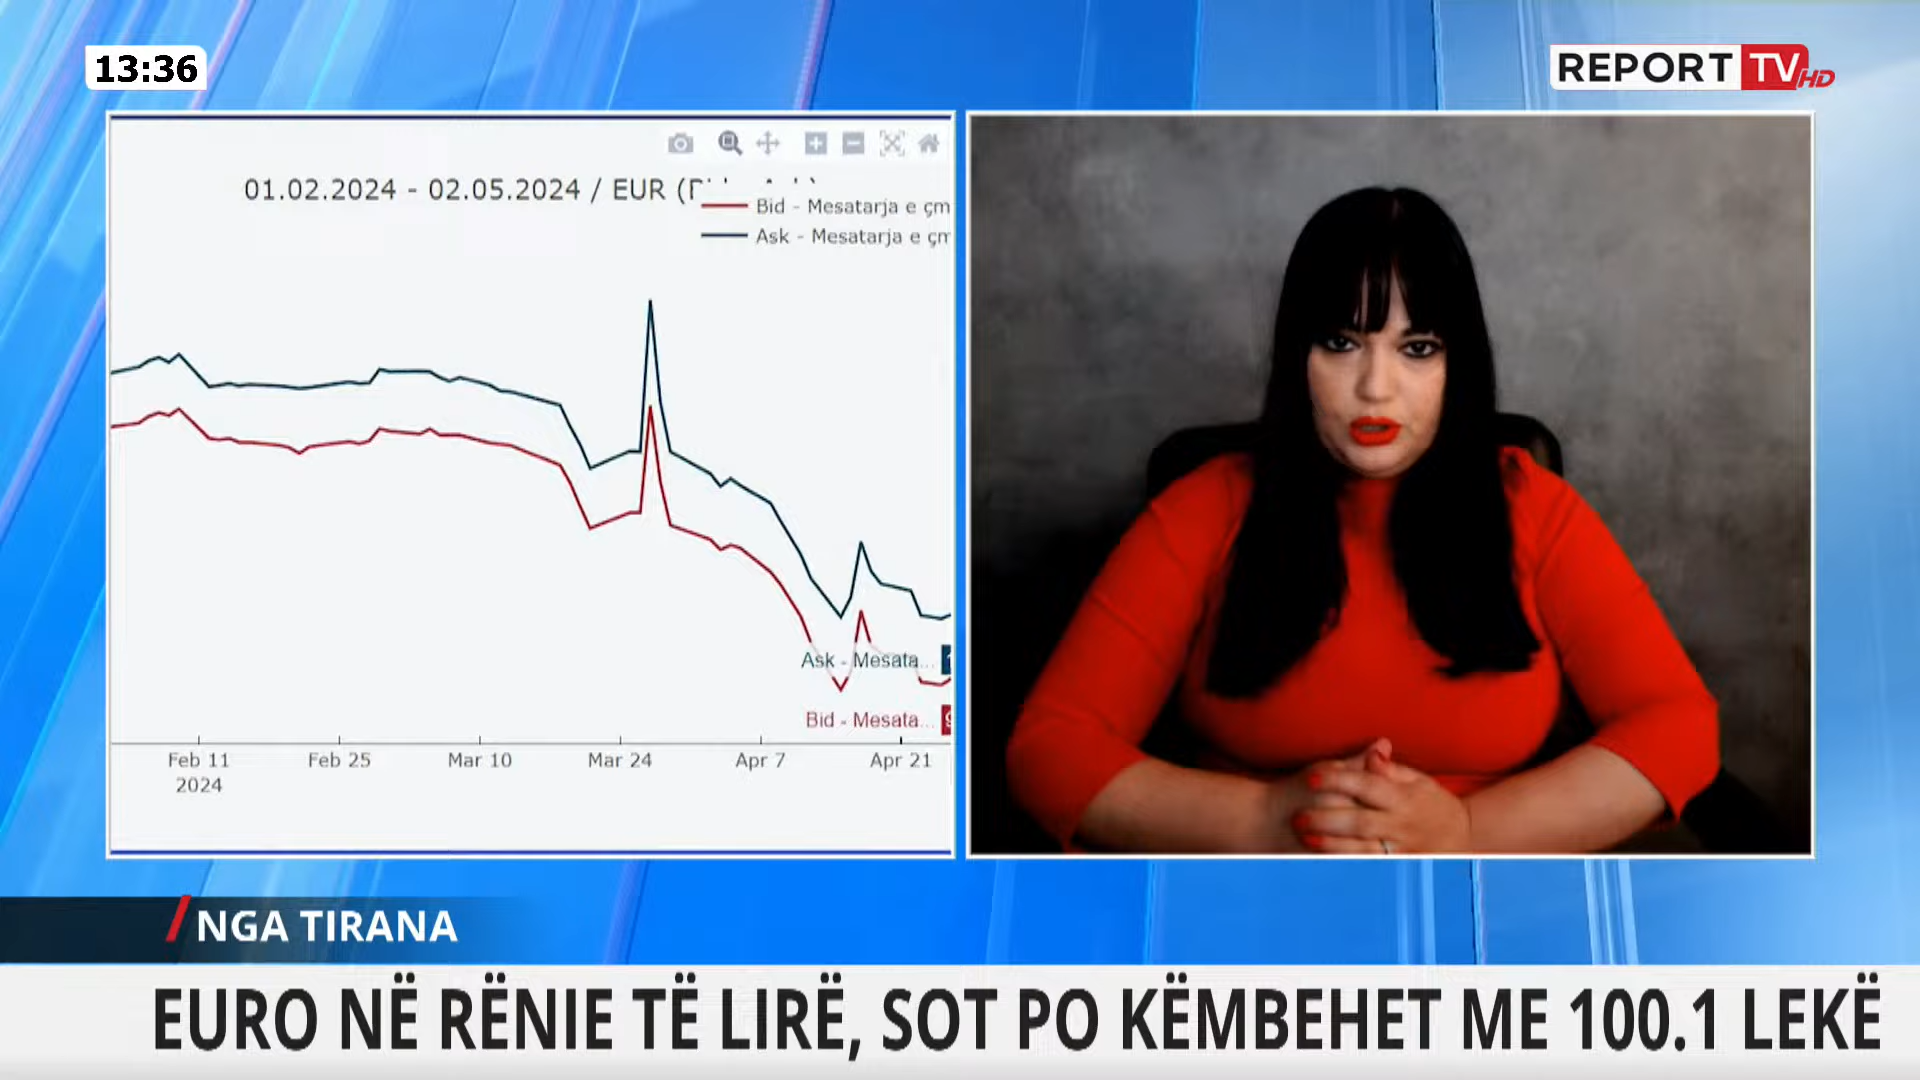 13:36
REPORT TV HD
01.02.2024 - 02.05.2024 / EUR
Bid - Mesatarja e
Ask - Mesatarja e
Ask - Mesata...
Bid - Mesata...
Feb 11
2024
Feb 25
Mar 10
Mar 24
Apr 7
Apr 21
/NGA TIRANA
EURO NË RËNIE TË LIRË, SOT PO KËMBEHET ME 100.1 LEKË